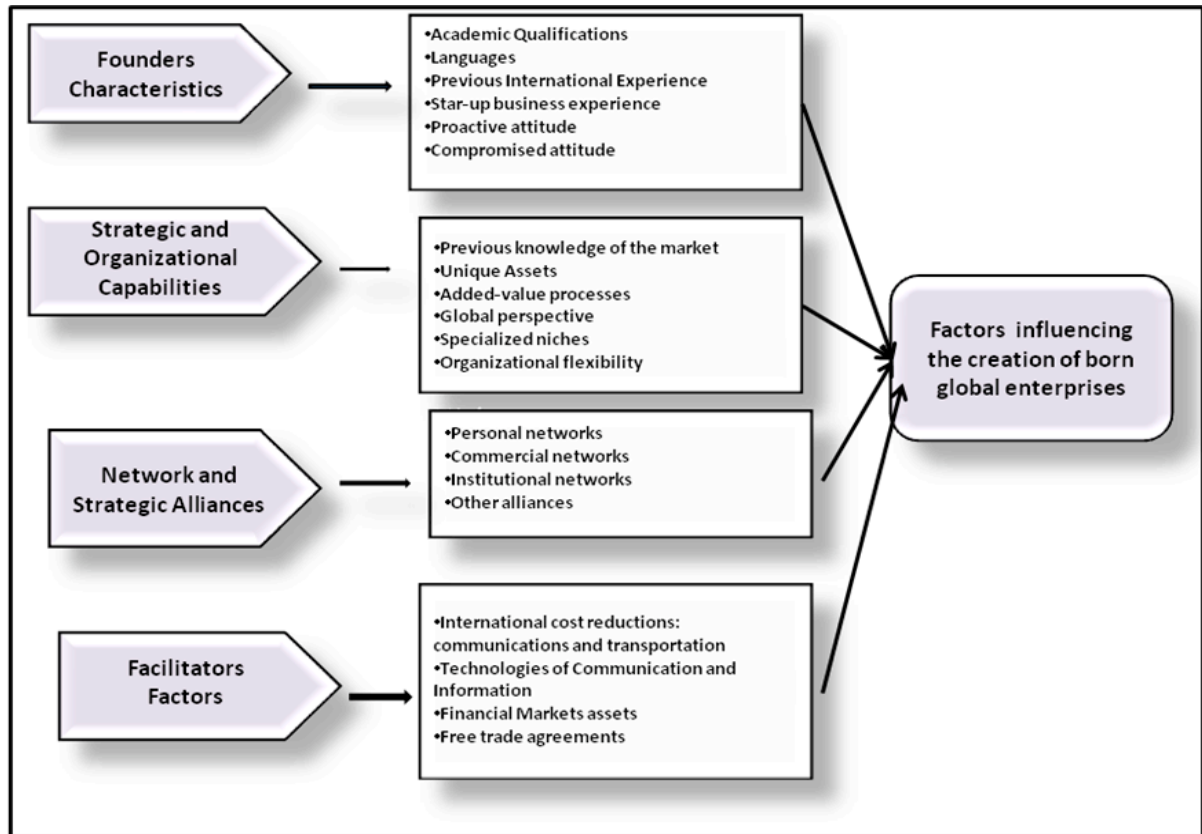 Founders
Characteristics
•Academic Qualifications
•Languages
•Previous International Experience
•Star-up business experience
•Proactive attitude
•Compromised attitude
Strategic and
Organizational
Capabilities
•Previous knowledge of the market
•Unique Assets
•Added-value processes
•Global perspective
•Specialized niches
•Organizational flexibility
Network and
Strategic Alliances
•Personal networks
•Commercial networks
•Institutional networks
•Other alliances
Facilitators
Factors
•International cost reductions:
communications and transportation
•Technologies of Communication and
Information
•Financial Markets assets
•Free trade agreements
Factors influencing
the creation of born
global enterprises